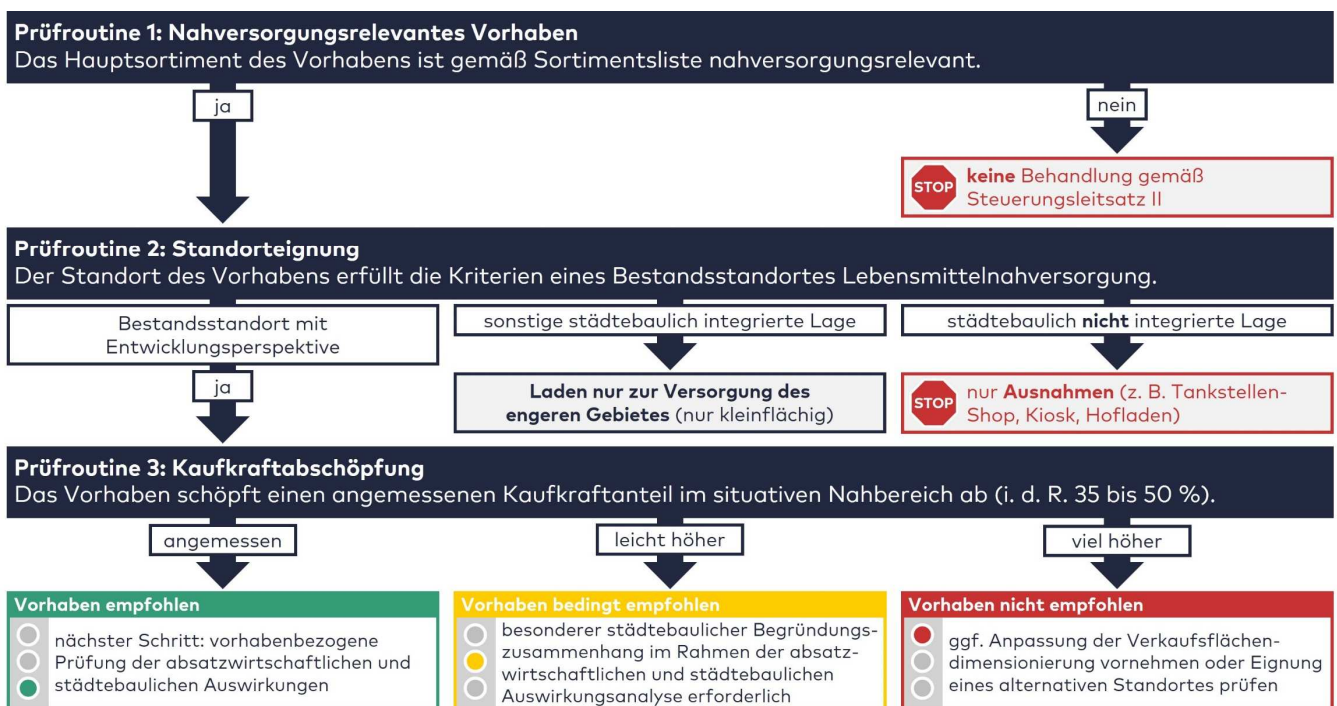 Prüfroutine 1: Nahversorgungsrelevantes Vorhaben
Das Hauptsortiment des Vorhabens ist gemäß Sortimentsliste nahversorgungsrelevant.
ja
nein
STOP
keine Behandlung gemäß
Steuerungsleitsatz II
Prüfroutine 2: Standorteignung
Der Standort des Vorhabens erfüllt die Kriterien eines Bestandsstandortes Lebensmittelnahversorgung.
Bestandsstandort mit
Entwicklungsperspektive
sonstige städtebaulich integrierte Lage
städtebaulich nicht integrierte Lage
ja
Laden nur zur Versorgung des
engeren Gebietes (nur kleinflächig)
STOP
nur Ausnahmen (z. B. Tankstellen-
Shop, Kiosk, Hofladen)
Prüfroutine 3: Kaufkraftabschöpfung
Das Vorhaben schöpft einen angemessenen Kaufkraftanteil im situativen Nahbereich ab (i. d. R. 35 bis 50 %).
angemessen
leicht höher
viel höher
Vorhaben empfohlen
nächster Schritt: vorhabenbezogene
Prüfung der absatzwirtschaftlichen und
städtebaulichen Auswirkungen
Vorhaben bedingt empfohlen
besonderer städtebaulicher Begründungs-
zusammenhang im Rahmen der absatz-
wirtschaftlichen und städtebaulichen
Auswirkungsanalyse erforderlich
Vorhaben nicht empfohlen
ggf. Anpassung der Verkaufsflächen-
dimensionierung vornehmen oder Eignung
eines alternativen Standortes prüfen